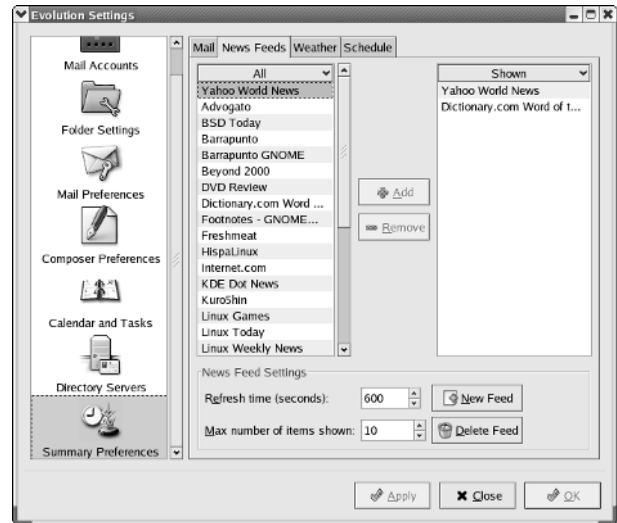 Evolution Settings
Mail Accounts
Folder Settings
Mail Preferences
Composer Preferences
Calendar and Tasks
Directory Servers
Summary Preferences
Mail News Feeds Weather Schedule
All
Yahoo World News
Advogato
BSD Today
Barrapunto
Barrapunto GNOME
Beyond 2000
DVD Review
Dictionary.com Word ...
Footnotes - GNOME...
Freshmeat
HispaLinux
Internet.com
KDE Dot News
Kuro5hin
Linux Games
Linux Today
Linux Weekly News
Add
Remove
Shown
Yahoo World News
Dictionary.com Word of t...
News Feed Settings
Refresh time (seconds): 600 New Feed
Max number of items shown: 10 Delete Feed
Apply Close OK